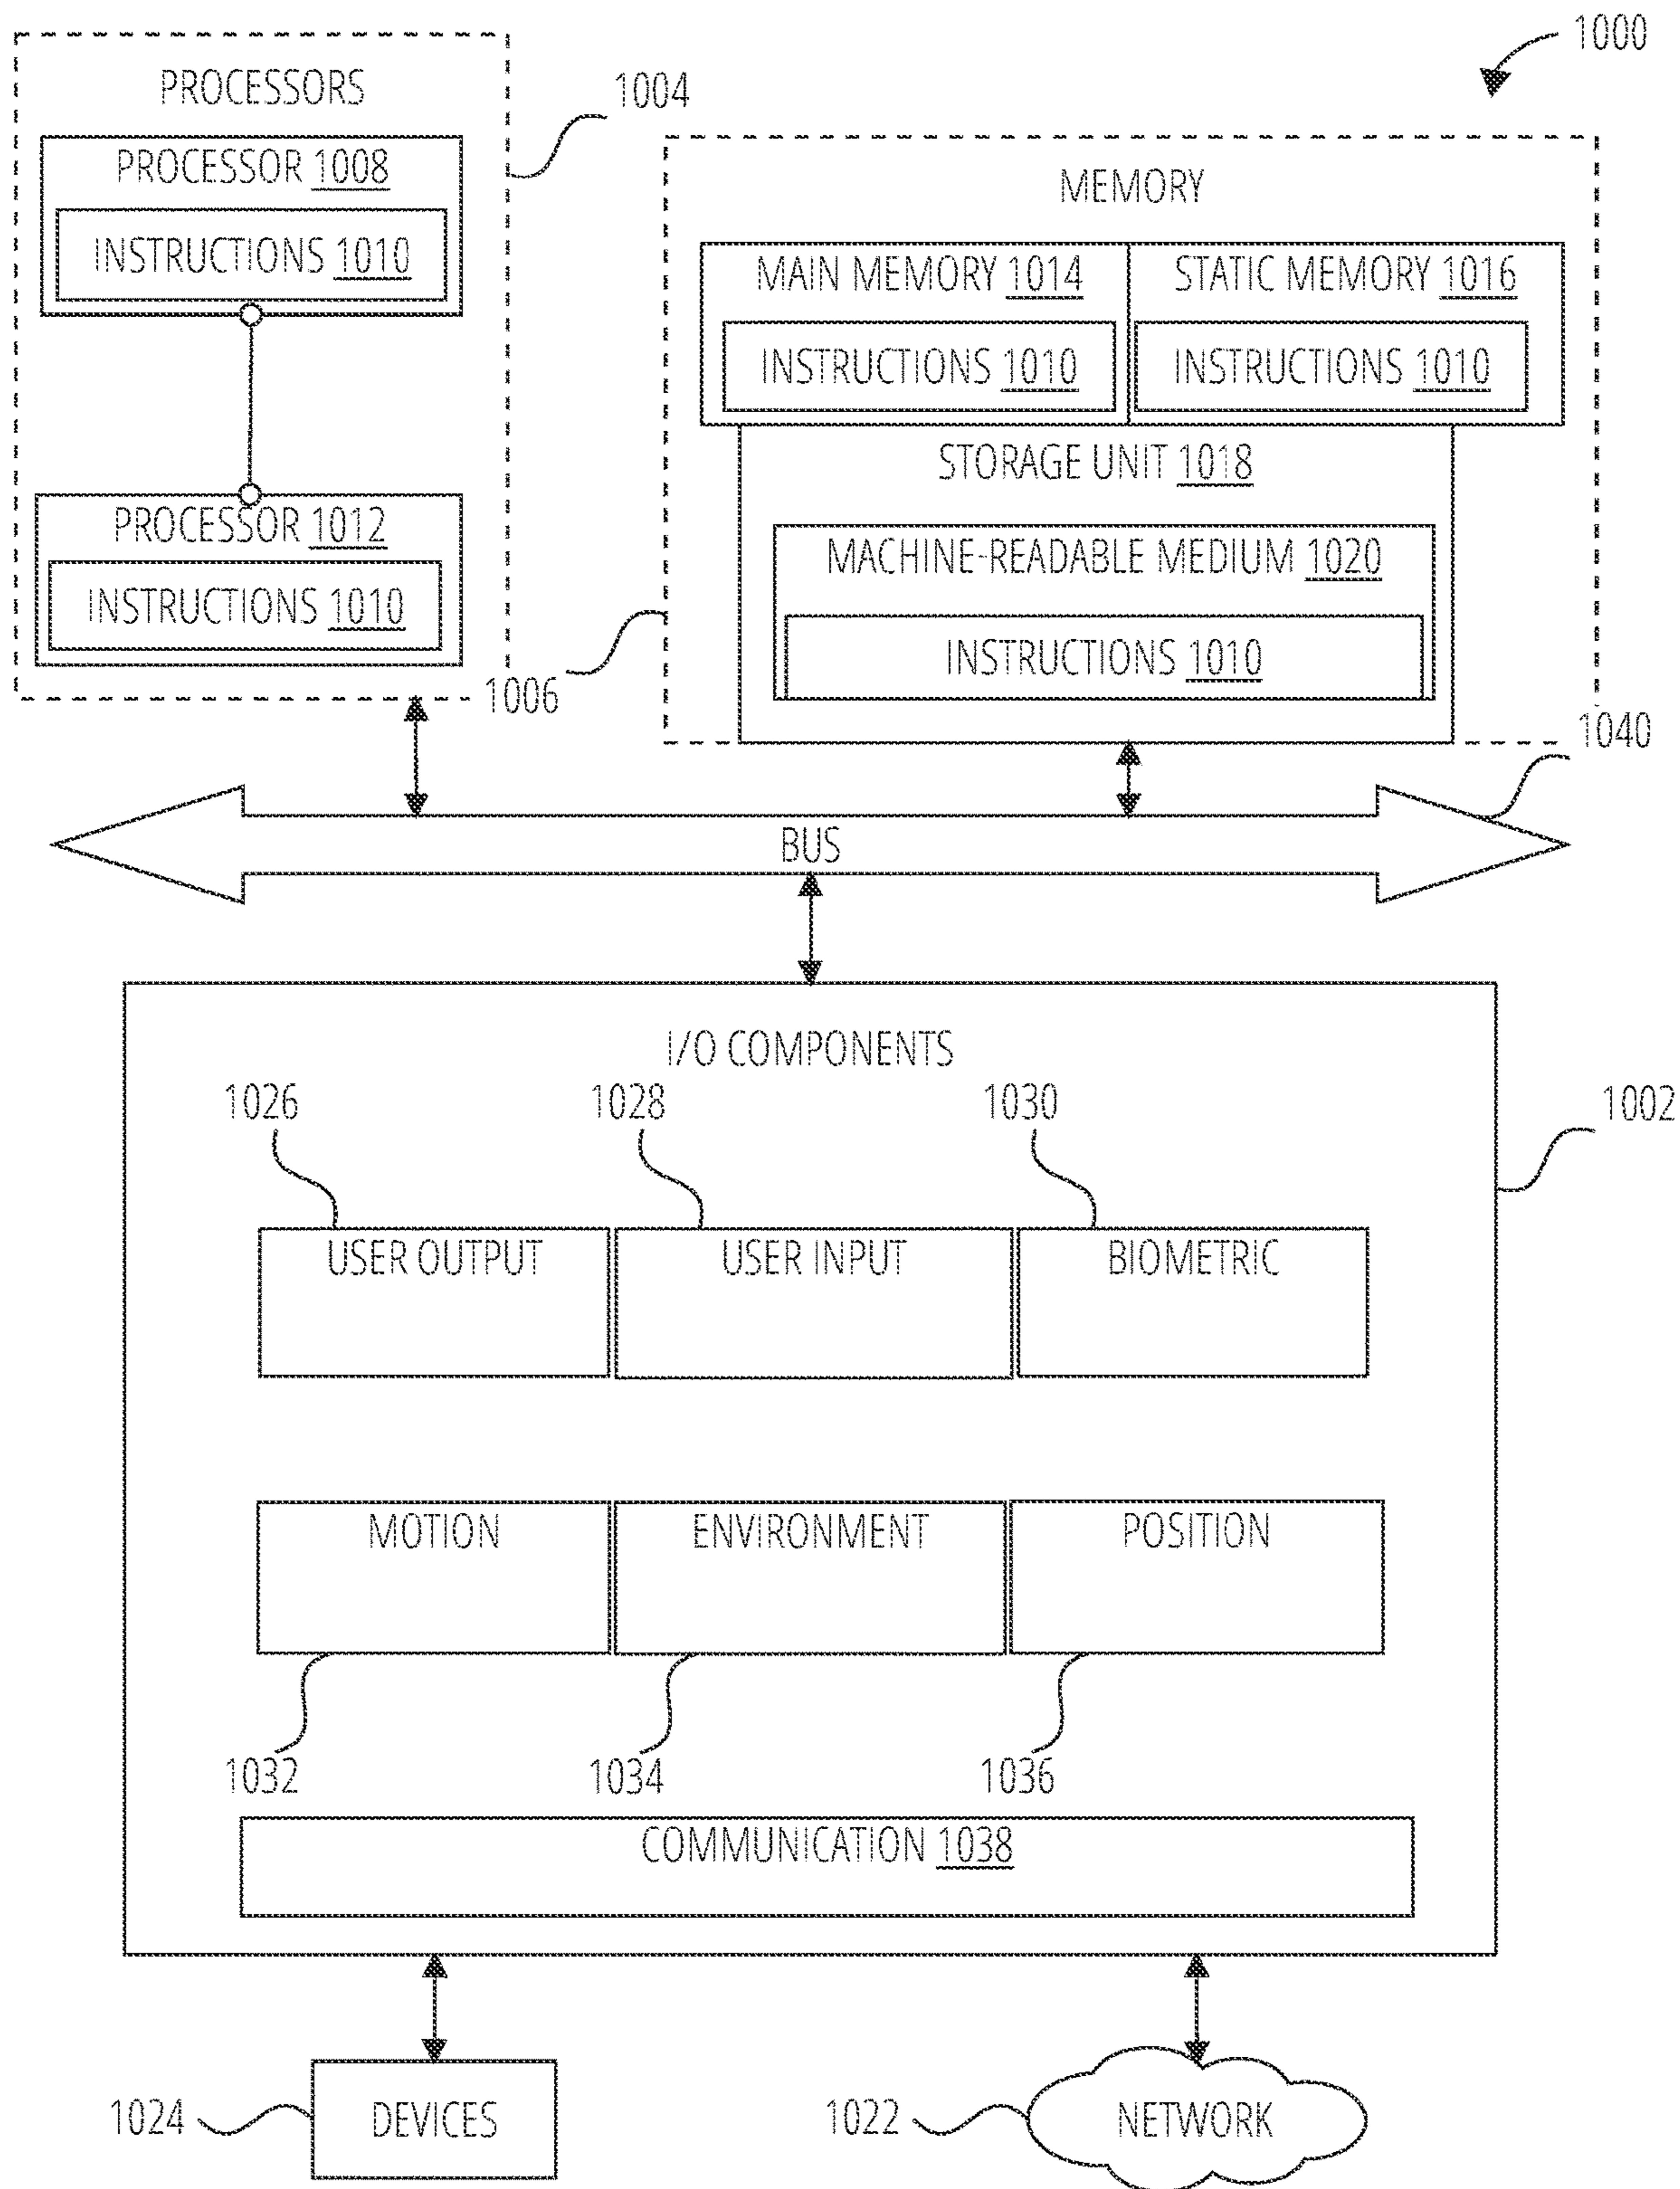 1000
PROCESSORS
1004
PROCESSOR 1008
INSTRUCTIONS 1010
PROCESSOR 1012
INSTRUCTIONS 1010
MEMORY
MAIN MEMORY 1014
STATIC MEMORY 1016
INSTRUCTIONS 1010
INSTRUCTIONS 1010
STORAGE UNIT 1018
MACHINE-READABLE MEDIUM 1020
INSTRUCTIONS 1010
1006
1040
BUS
I/O COMPONENTS
1026
1028
1030
1002
USER OUTPUT
USER INPUT
BIOMETRIC
MOTION
ENVIRONMENT
POSITION
1032
1034
1036
COMMUNICATION 1038
1024
DEVICES
1022
NETWORK